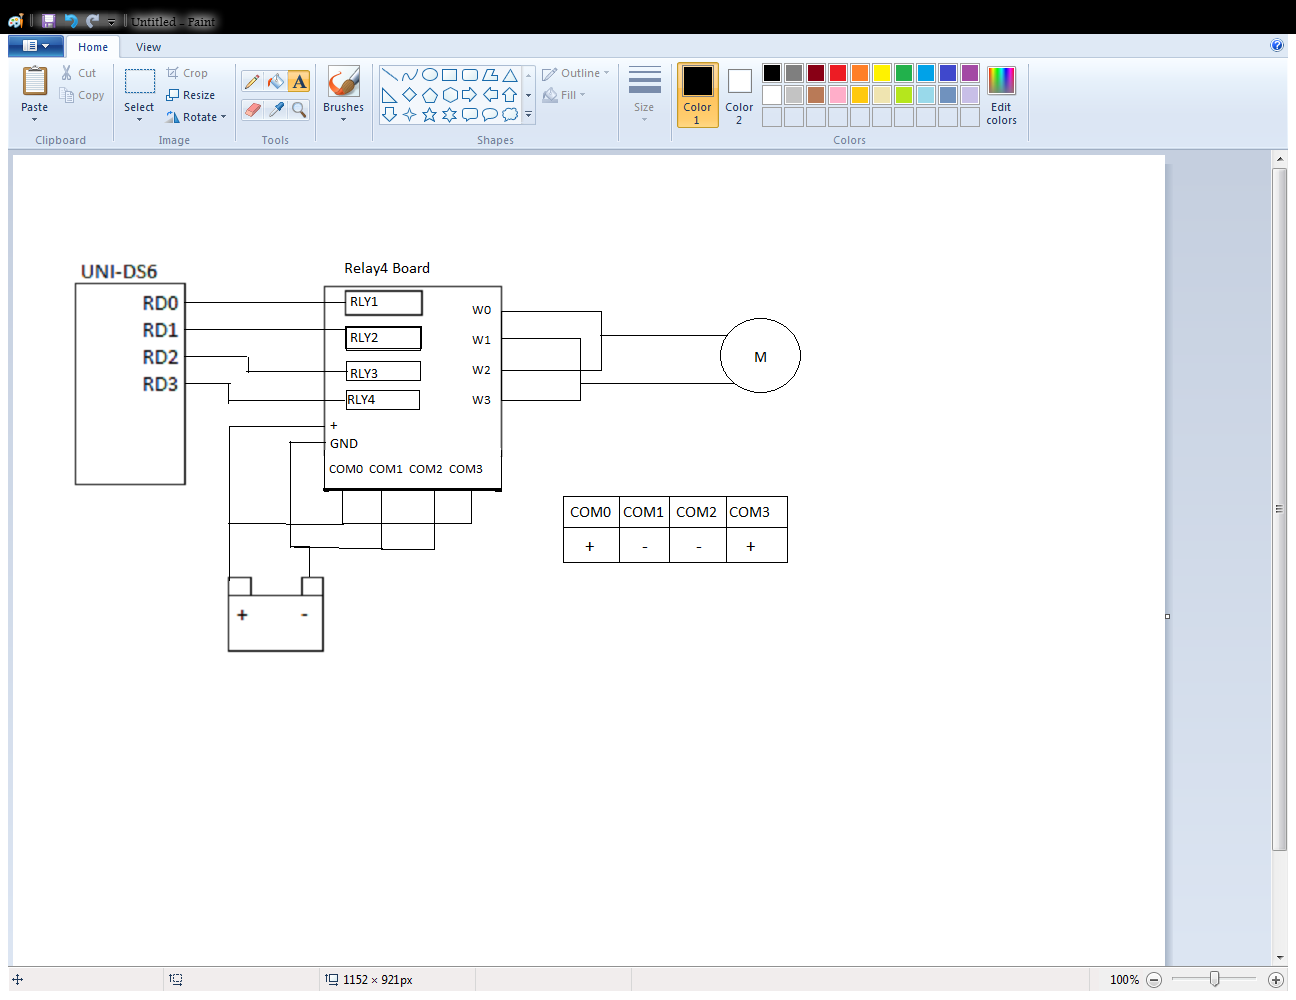 Untitled - Paint
Home View
Paste
Cut
Copy
Clipboard
Select
Crop
Resize
Rotate
Image
A
Tools
Brushes
Outline
Fill
Shapes
Size
Color 1
Color 2
Edit colors
Colors
UNI-DS6
RD0
RD1
RD2
RD3
Relay4 Board
RLY1
RLY2
RLY3
RLY4
+
GND
COM0 COM1 COM2 COM3
W0
W1
W2
W3
M
COM0 COM1 COM2 COM3
+ - - +
+ -
1152 × 921px
100%